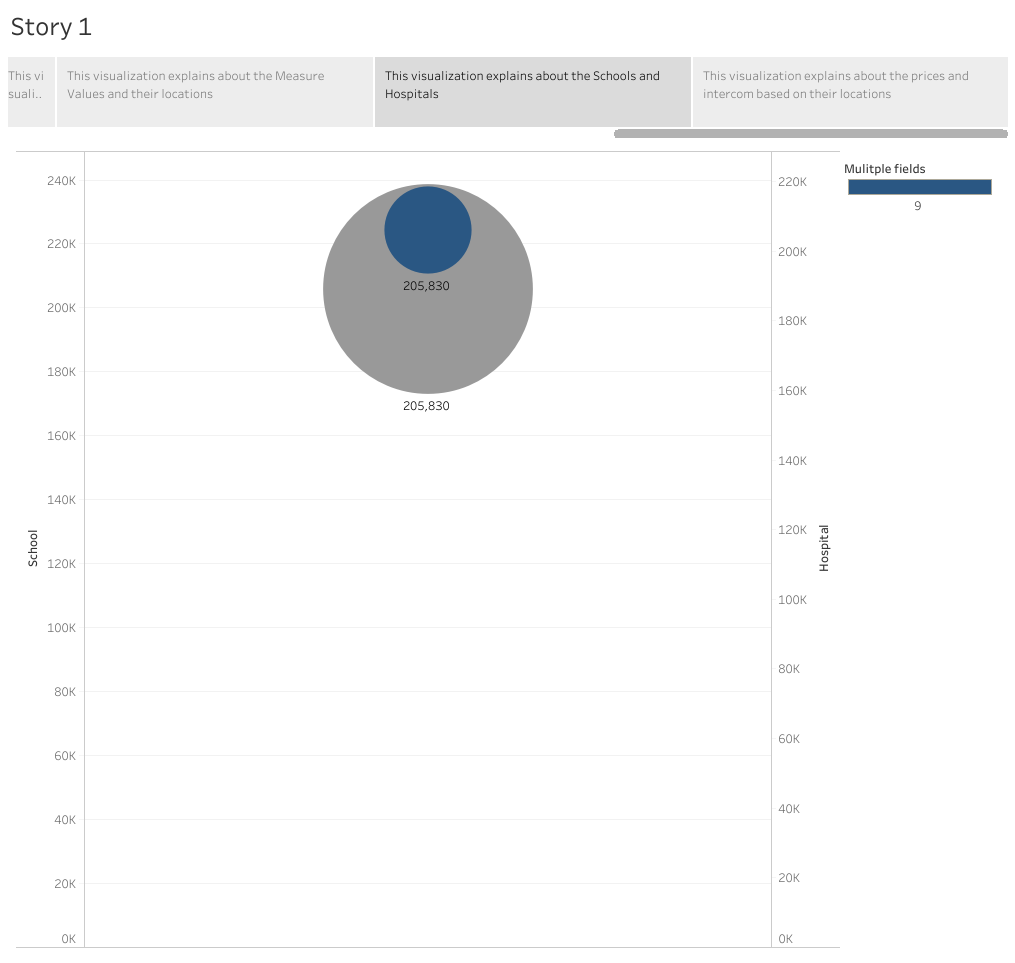 Story 1
This vi
suali..
This visualization explains about the Measure
Values and their locations
This visualization explains about the Schools and
Hospitals
This visualization explains about the prices and
intercom based on their locations
240K
220K
200K
180K
160K
140K
120K
100K
80K
60K
40K
20K
0K
School
205,830
205,830
220K
200K
180K
160K
140K
120K
100K
80K
60K
40K
20K
0K
Hospital
Mulitple fields
9